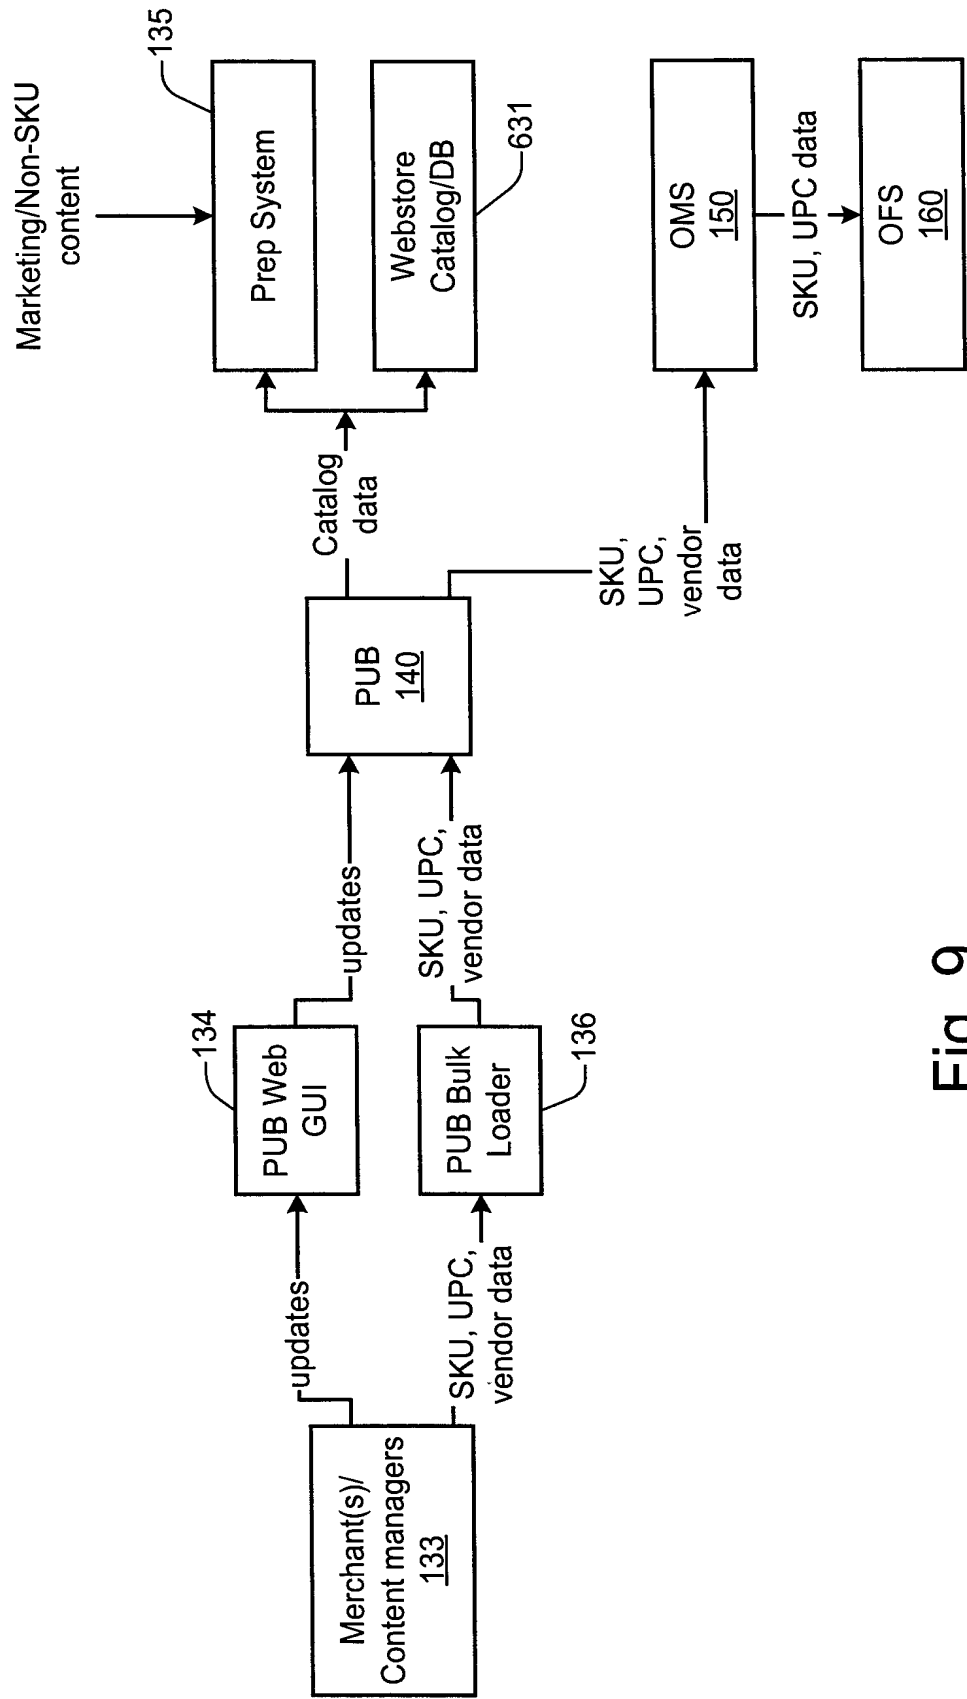 Marketing/Non-SKU
content
135
Prep System
Webstore
Catalog/DB
631
Catalog
data
PUB
140
SKU,
UPC,
vendor
data
OMS
150
SKU, UPC data
OFS
160
134
PUB Web
GUI
updates
updates
PUB Bulk
Loader
136
SKU, UPC,
vendor data
SKU, UPC,
vendor data
Merchant(s)/
Content managers
133
Fig. 9